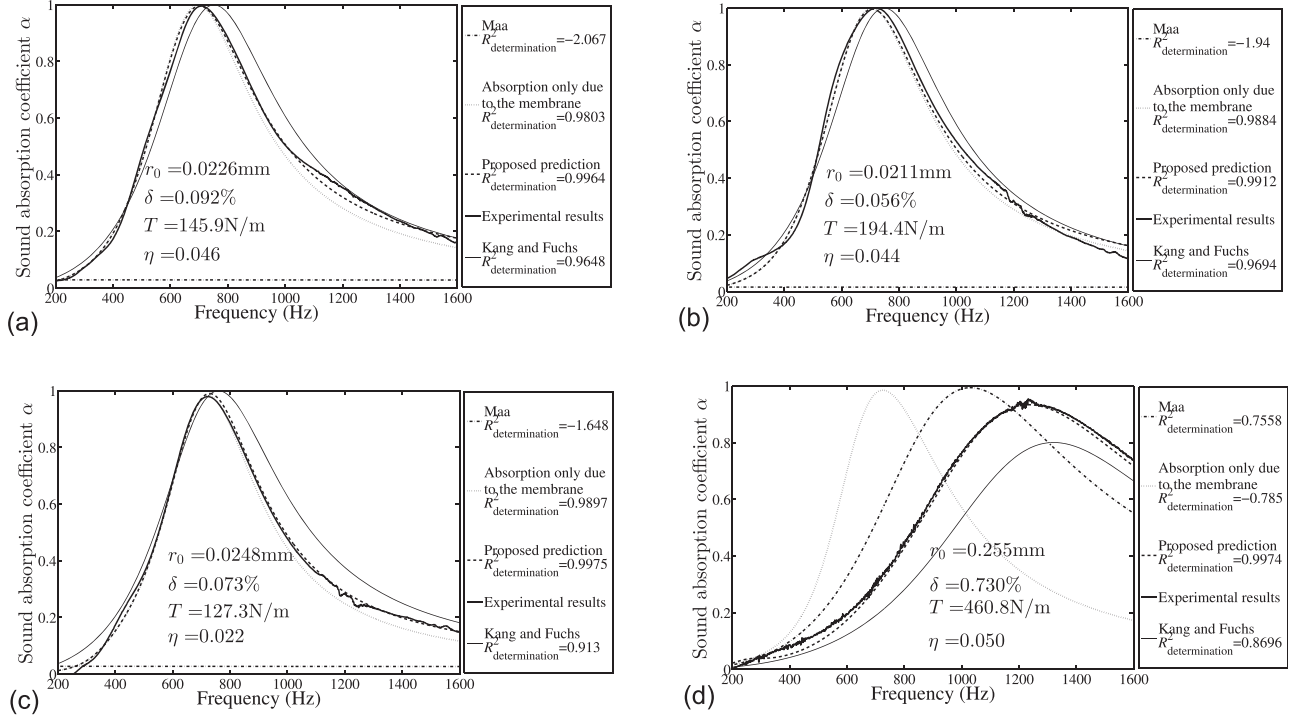 Sound absorption coefficient α
1
0.8
0.6
0.4
0.2
0
200 400 600 800 1000 1200 1400 1600
Frequency (Hz)
r0 =0.0226mm
δ =0.092%
T =145.9N/m
η =0.046
Maa
R2determination=−2.067
Absorption only due
to the membrane
R2determination=0.9803
Proposed prediction
R2determination=0.9964
Experimental results
Kang and Fuchs
R2determination=0.9648
(a)
Sound absorption coefficient α
1
0.8
0.6
0.4
0.2
0
200 400 600 800 1000 1200 1400 1600
Frequency (Hz)
r0 =0.0211mm
δ =0.056%
T =194.4N/m
η =0.044
Maa
R2determination=−1.94
Absorption only due
to the membrane
R2determination=0.9884
Proposed prediction
R2determination=0.9912
Experimental results
Kang and Fuchs
R2determination=0.9694
(b)
Sound absorption coefficient α
1
0.8
0.6
0.4
0.2
0
200 400 600 800 1000 1200 1400 1600
Frequency (Hz)
r0 =0.0248mm
δ =0.073%
T =127.3N/m
η =0.022
Maa
R2determination=−1.648
Absorption only due
to the membrane
R2determination=0.9897
Proposed prediction
R2determination=0.9975
Experimental results
Kang and Fuchs
R2determination=0.913
(c)
Sound absorption coefficient α
1
0.8
0.6
0.4
0.2
0
200 400 600 800 1000 1200 1400 1600
Frequency (Hz)
r0 =0.255mm
δ =0.730%
T =460.8N/m
η =0.050
Maa
R2determination=0.7558
Absorption only due
to the membrane
R2determination=−0.785
Proposed prediction
R2determination=0.9974
Experimental results
Kang and Fuchs
R2determination=0.8696
(d)